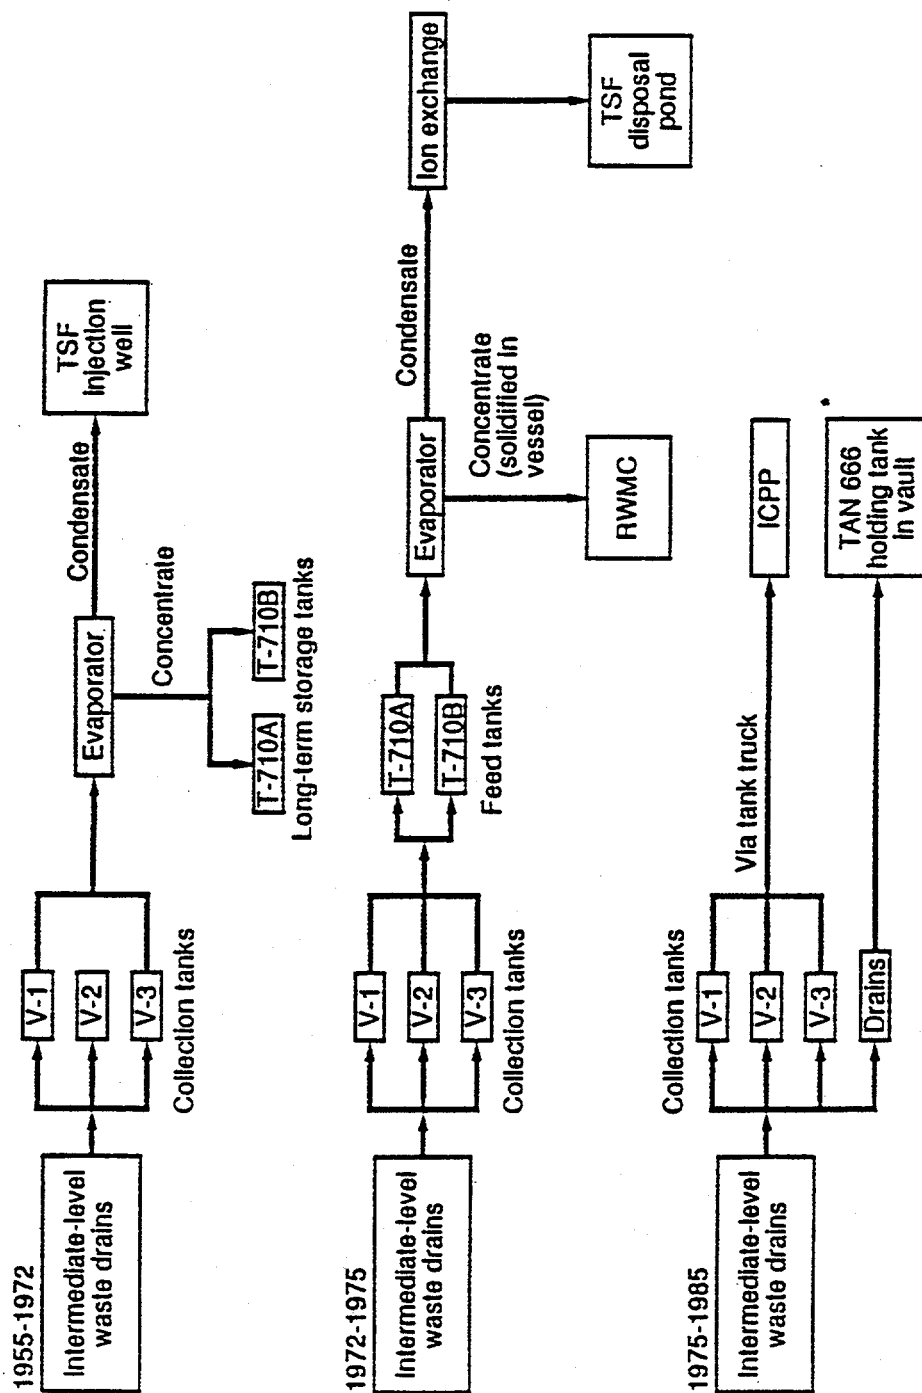 1955-1972
Intermediate-level
waste drains
V-1
V-2
V-3
Collection tanks
Evaporator
Condensate
TSF
Injection
well
Concentrate
T-710A
T-710B
Long-term storage tanks
1972-1975
Intermediate-level
waste drains
V-1
V-2
V-3
Collection tanks
T-710A
T-710B
Feed tanks
Evaporator
Condensate
Ion exchange
Concentrate
(solidified in
vessel)
RWMC
TSF
disposal
pond
1975-1985
Intermediate-level
waste drains
Collection tanks
V-1
V-2
V-3
Drains
Via tank truck
ICPP
TAN 666
holding tank
in vault